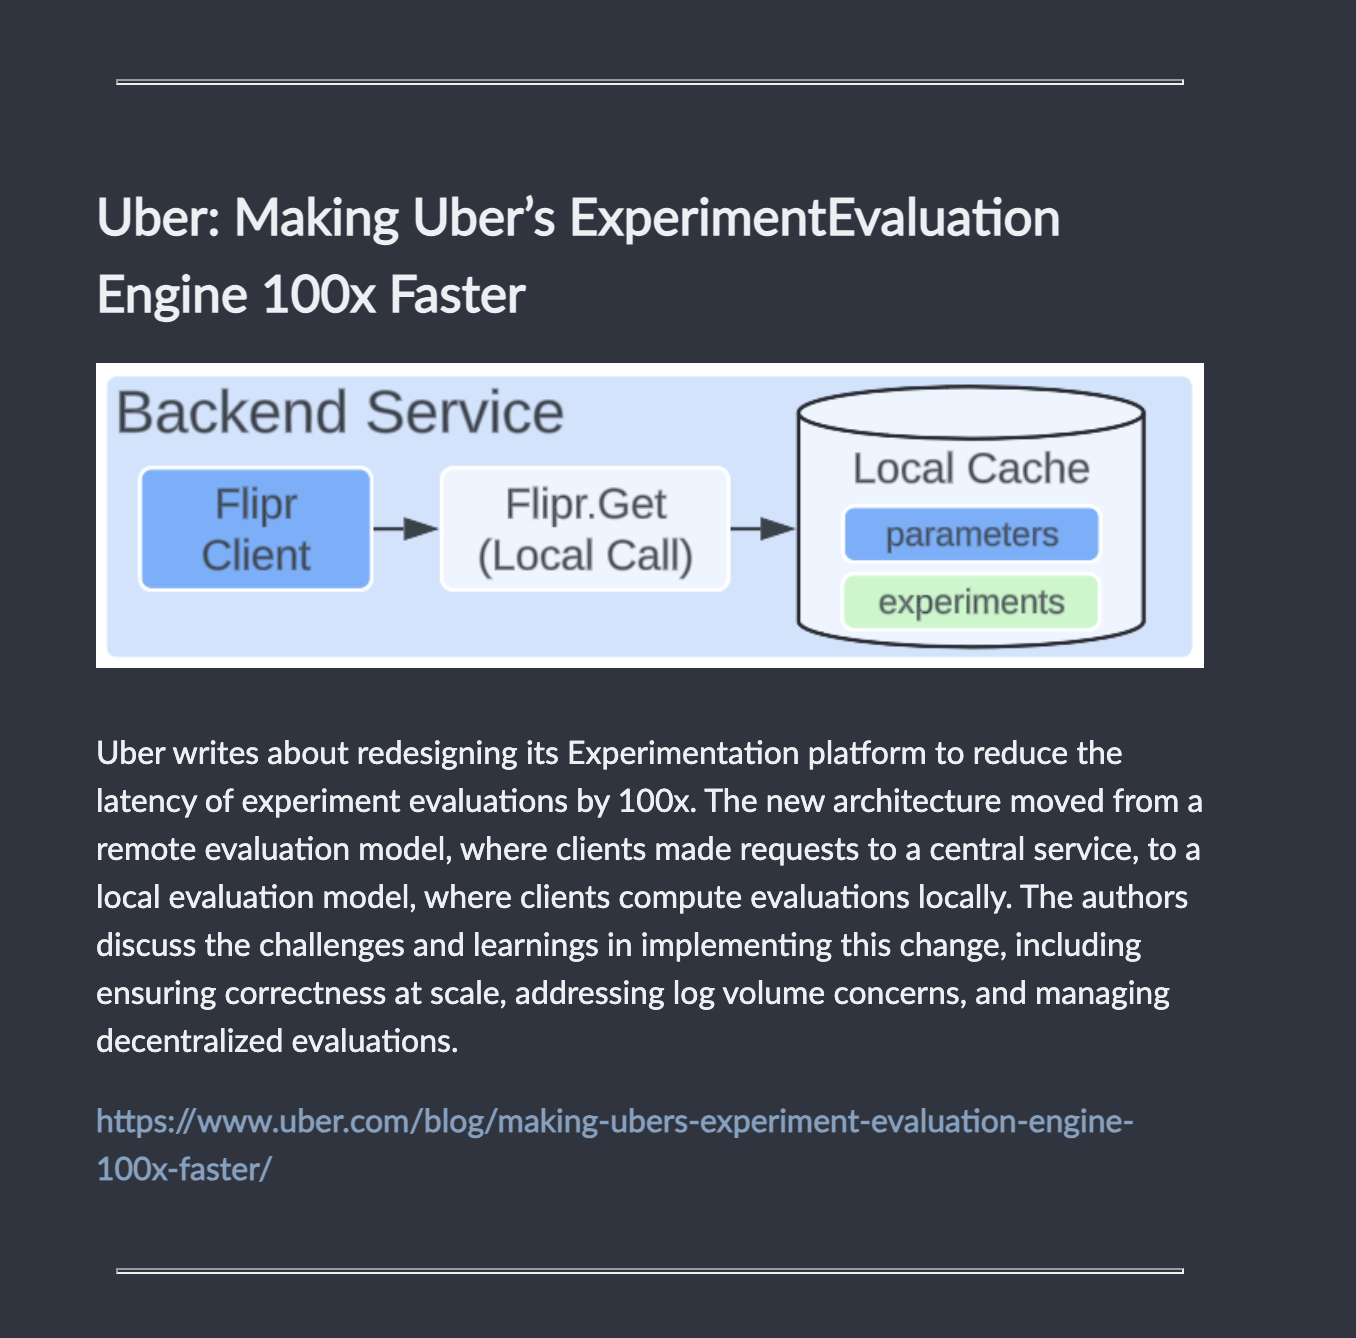 Uber: Making Uber’s ExperimentEvaluation
Engine 100x Faster
Backend Service
Flipr
Client
Flipr.Get
(Local Call)
Local Cache
parameters
experiments
Uber writes about redesigning its Experimentation platform to reduce the
latency of experiment evaluations by 100x. The new architecture moved from a
remote evaluation model, where clients made requests to a central service, to a
local evaluation model, where clients compute evaluations locally. The authors
discuss the challenges and learnings in implementing this change, including
ensuring correctness at scale, addressing log volume concerns, and managing
decentralized evaluations.
https://www.uber.com/blog/making-ubers-experiment-evaluation-engine-
100x-faster/